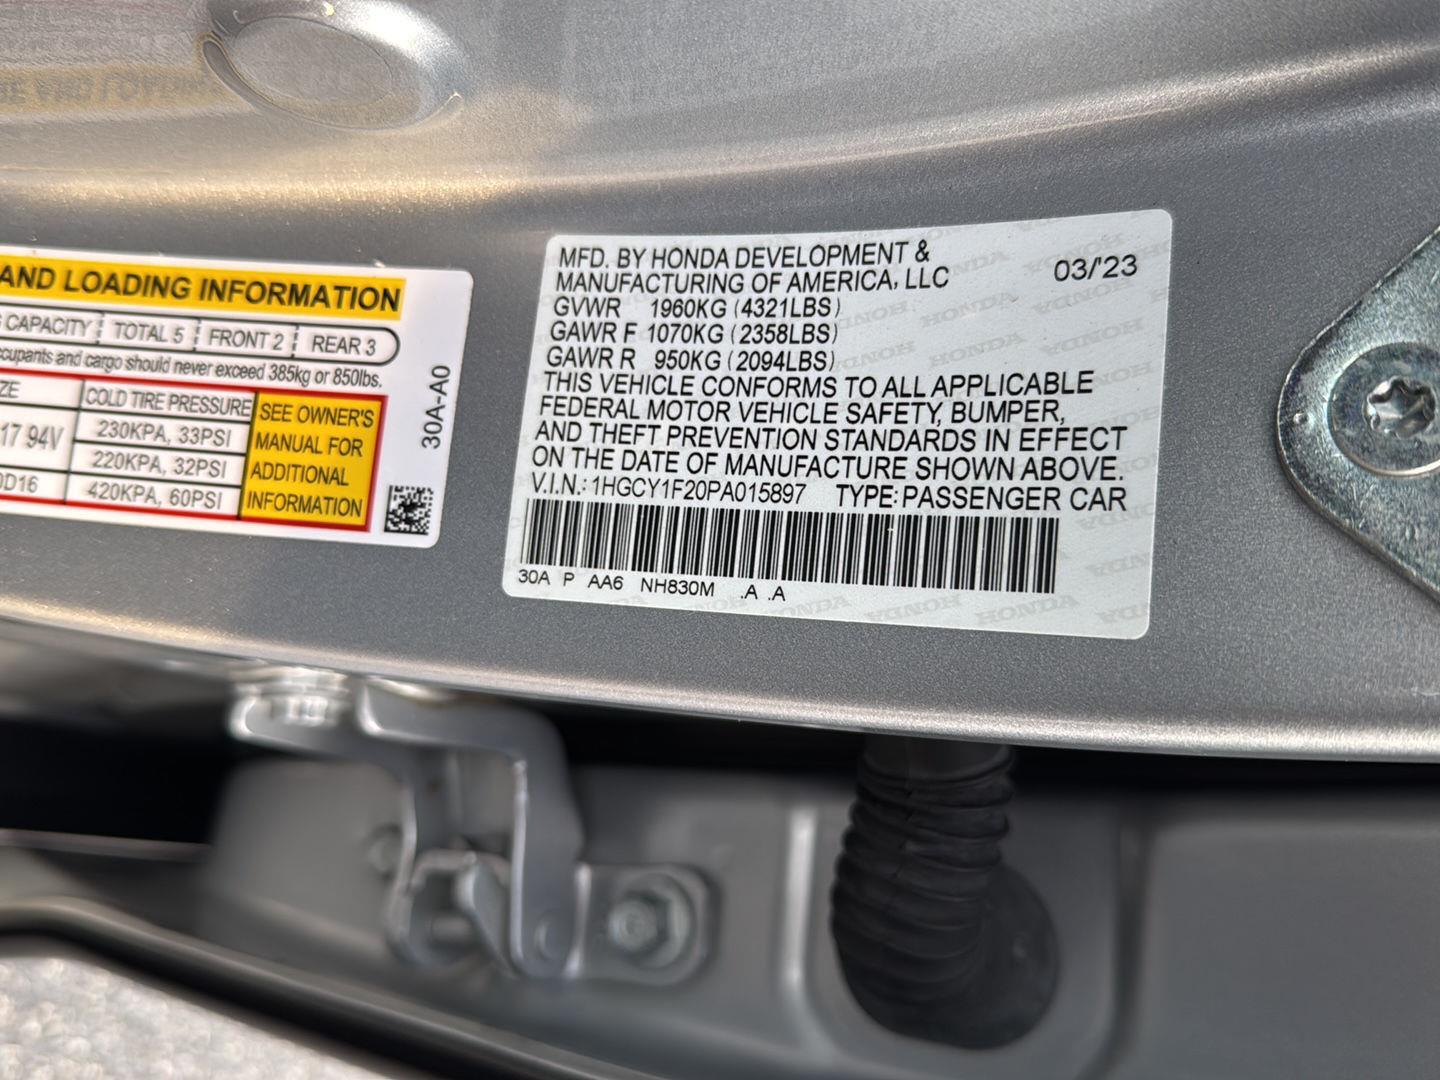 AND LOADING INFORMATION
CAPACITY TOTAL 5 FRONT 2 REAR 3
and cargo should never exceed 385kg or 850lbs.
COLD TIRE PRESSURE
17 94V 230KPA, 33PSI
220KPA, 32PSI
420KPA, 60PSI
SEE OWNER'S
MANUAL FOR
ADDITIONAL
INFORMATION
30A-A0
MFD. BY HONDA DEVELOPMENT &
MANUFACTURING OF AMERICA, LLC 03/'23
GVWR 1960KG (4321LBS)
GAWR F 1070KG (2358LBS)
GAWR R 950KG (2094LBS)
THIS VEHICLE CONFORMS TO ALL APPLICABLE
FEDERAL MOTOR VEHICLE SAFETY, BUMPER,
AND THEFT PREVENTION STANDARDS IN EFFECT
ON THE DATE OF MANUFACTURE SHOWN ABOVE.
V.I.N.: 1HGCY1F20PA015897 TYPE: PASSENGER CAR
30A P AA6 NH830M .A .A